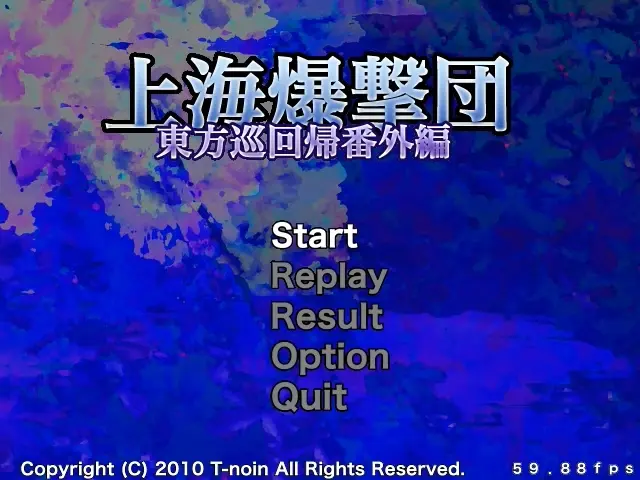 上海爆撃団
東方巡回帰番外編
Start
Replay
Result
Option
Quit
Copyright (C) 2010 T-noin All Rights Reserved.
59.88fps